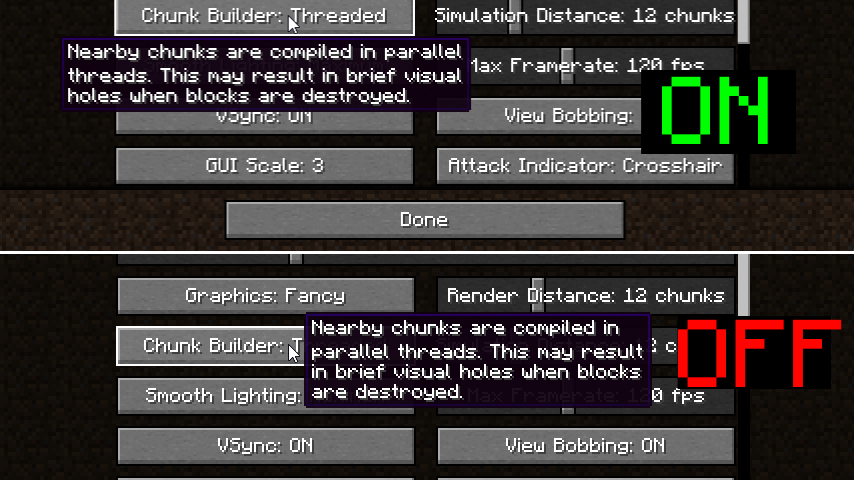 Chunk Builder: Threaded
Simulation Distance: 12 chunks
Nearby chunks are compiled in parallel
threads. This may result in brief visual
holes when blocks are destroyed.
Max Framerate: 120 fps
ON
VSync: ON
View Bobbing:
GUI Scale: 3
Attack Indicator: Crosshair
Done
Graphics: Fancy
Render Distance: 12 chunks
Nearby chunks are compiled in
parallel threads. This may result
in brief visual holes when blocks
are destroyed.
Chunk Builder: T
2 c
OFF
Smooth Lighting:
Max Framerate: 120 fps
VSync: ON
View Bobbing: ON